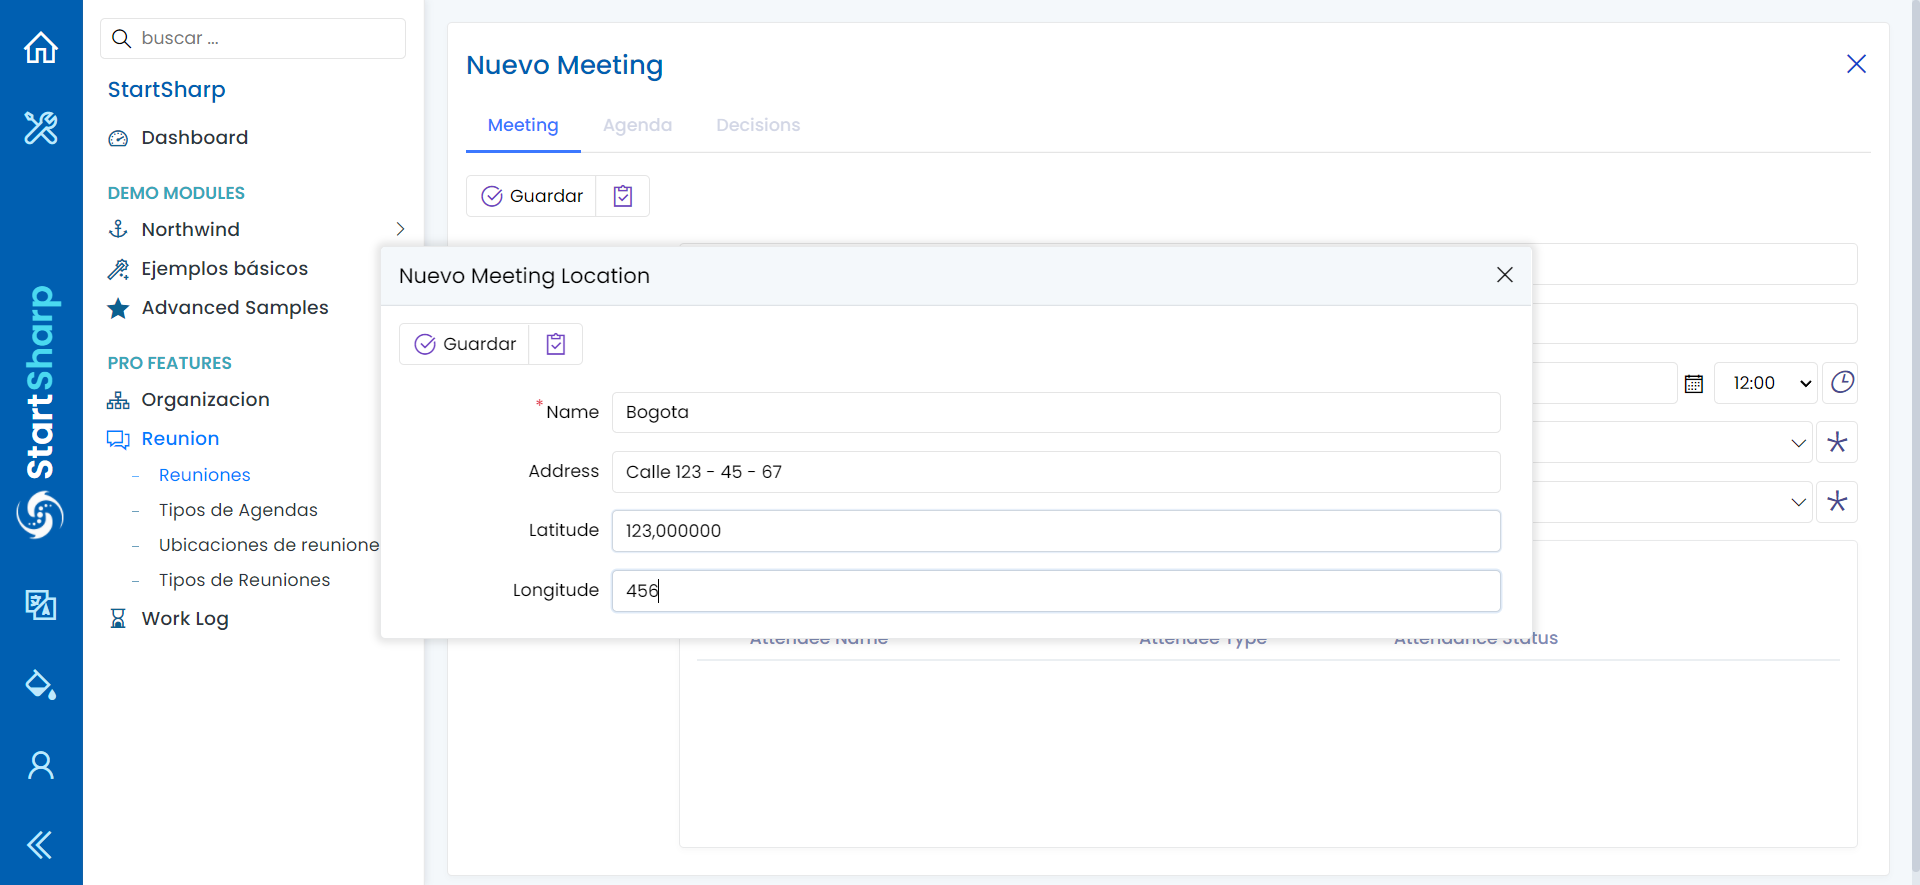 buscar ...
StartSharp
Dashboard
DEMO MODULES
Northwind
Ejemplos básicos
Advanced Samples
PRO FEATURES
Organizacion
Reunion
- Reuniones
- Tipos de Agendas
- Ubicaciones de reunione
- Tipos de Reuniones
Work Log
StartSharp
Nuevo Meeting
Meeting Agenda Decisions
Guardar
12:00
Nuevo Meeting Location
Guardar
* Name Bogota
Address Calle 123 - 45 - 67
Latitude 123,000000
Longitude 456
Attendee Name Attendee Type Attendance Status